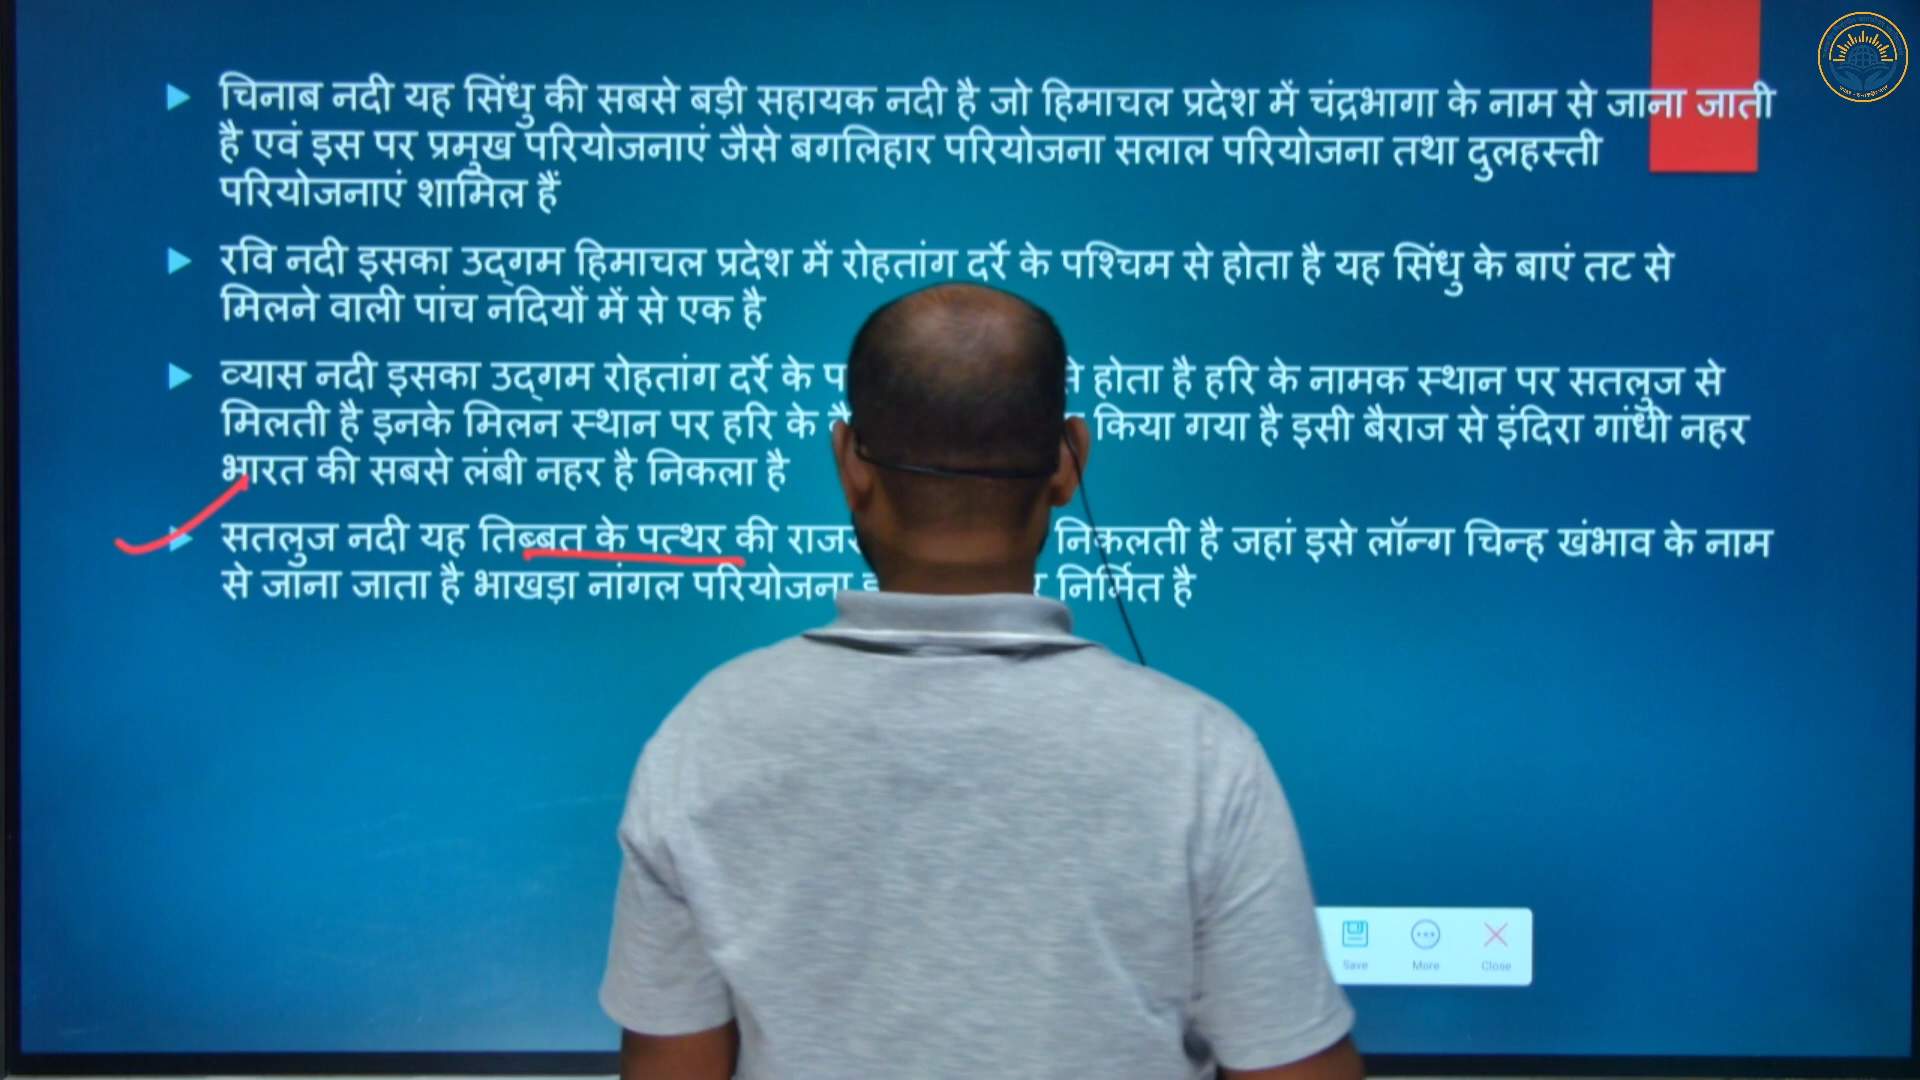 चिनाब नदी यह सिंधु की सबसे बड़ी सहायक नदी है जो हिमाचल प्रदेश में चंद्रभागा के नाम से जाना जाती
है एवं इस पर प्रमुख परियोजनाएं जैसे बगलिहार परियोजना सलाल परियोजना तथा दुलहस्ती
परियोजनाएं शामिल हैं
रवि नदी इसका उद्गम हिमाचल प्रदेश में रोहतांग दर्रे के पश्चिम से होता है यह सिंधु के बाएं तट से
मिलने वाली पांच नदियों में से एक है
व्यास नदी इसका उद्गम रोहतांग दर्रे के होता है हरि के नामक स्थान पर सतलुज से
मिलती है इनके मिलन स्थान पर हरि के किया गया है इसी बैराज से इंदिरा गांधी नहर
भारत की सबसे लंबी नहर है निकला है
सतलुज नदी यह तिब्बत के पत्थर की निकलती है जहां इसे लॉन्ग चिन्ह खंभाव के नाम
से जाना जाता है भाखड़ा नांगल परियोजना निर्मित है
Save More Close